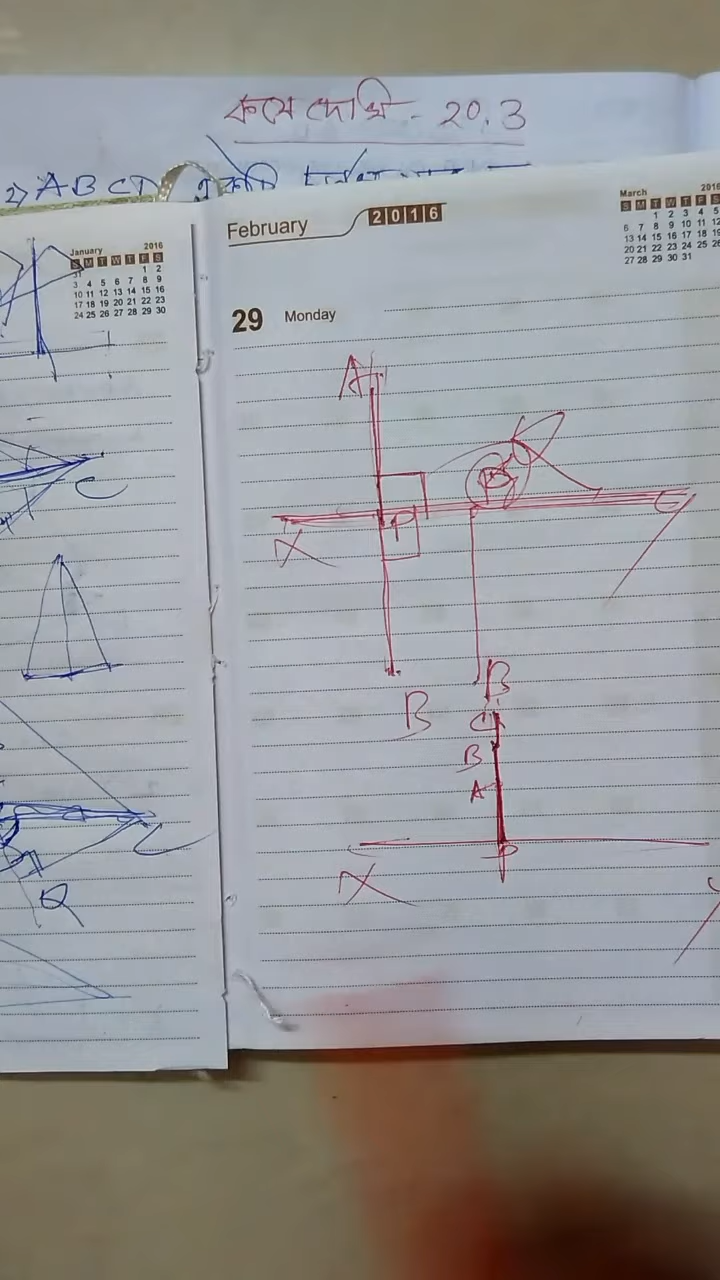 কষে দেখি - 20.3
2) ABCD একটি
January 2016
S M T W T F S
31 1 2
3 4 5 6 7 8 9
10 11 12 13 14 15 16
17 18 19 20 21 22 23
24 25 26 27 28 29 30
C
Q
February 2016
March 2016
S M T W T F S
1 2 3 4 5
6 7 8 9 10 11 12
13 14 15 16 17 18 19
20 21 22 23 24 25 26
27 28 29 30 31
29 Monday
A
P
X
B
B
C
B
A
P
X